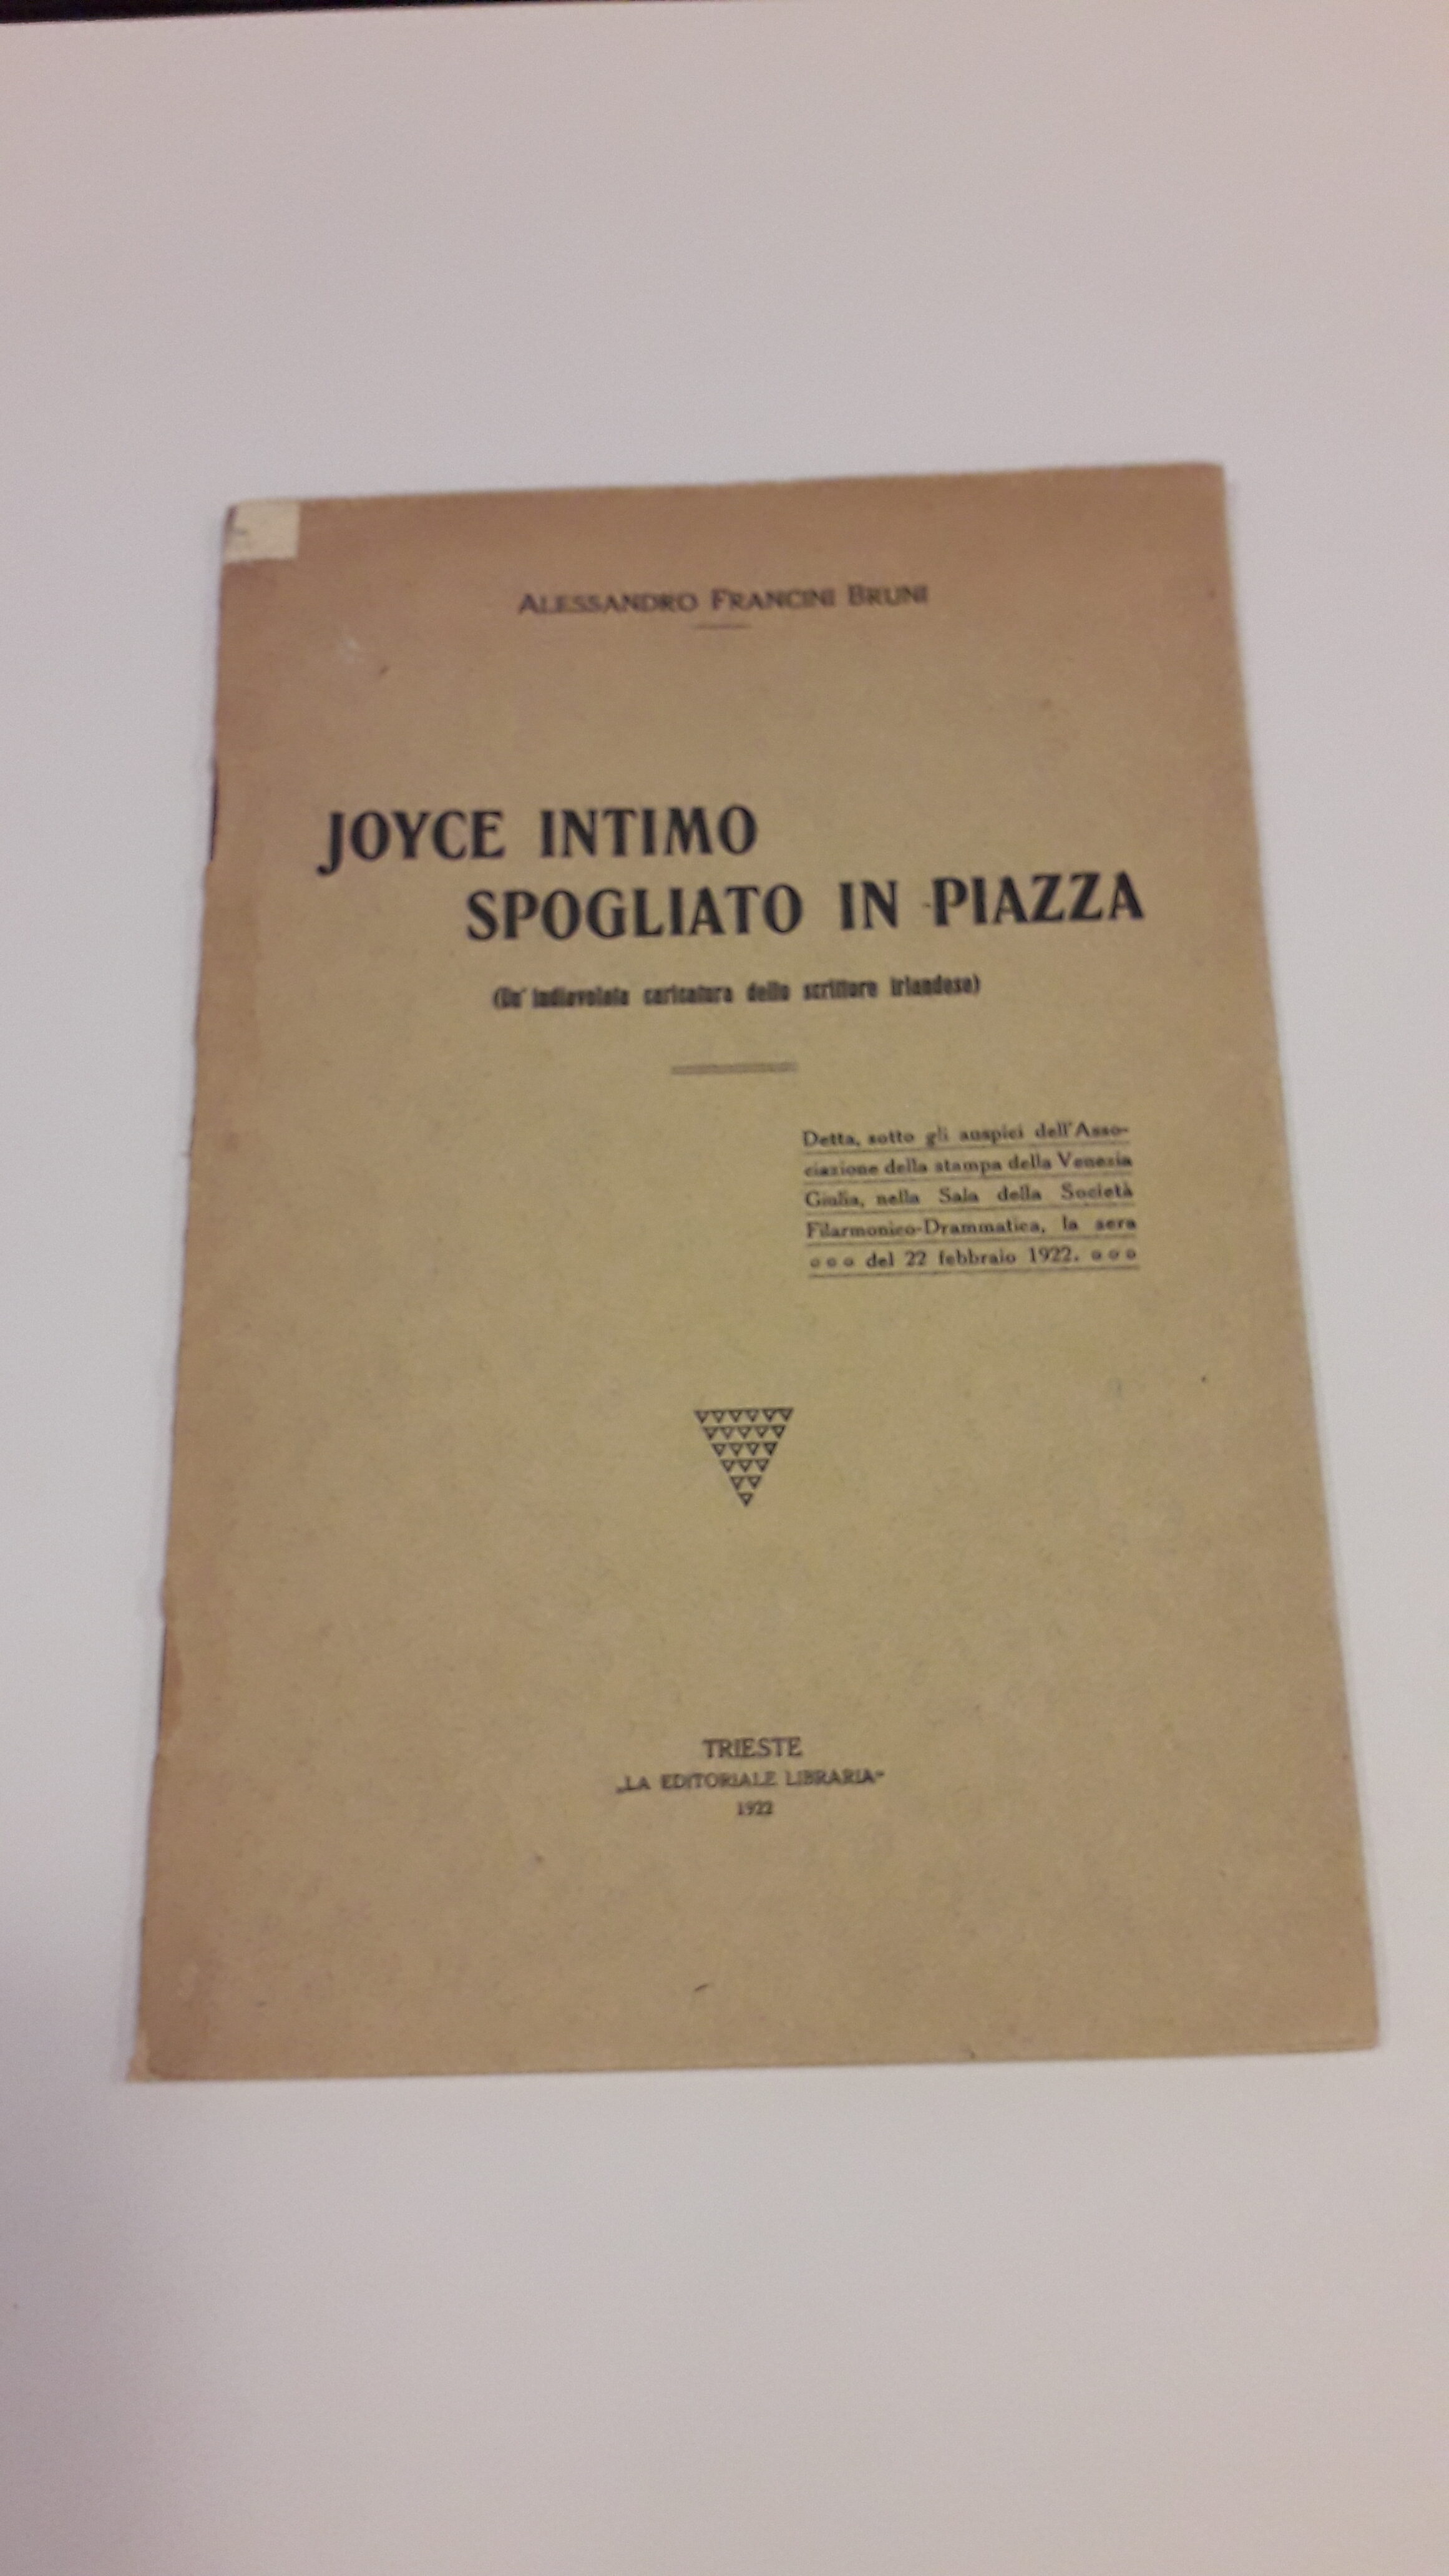 ALESSANDRO FRANCINI BRUNI
JOYCE INTIMO
SPOGLIATO IN PIAZZA
(Un' indiavolata caricatura dello scrittore irlandese)
Detta, sotto gli auspici dell'Asso-
ciazione della stampa della Venezia
Giulia, nella Sala della Società
Filarmonico-Drammatica, la sera
del 22 febbraio 1922.
TRIESTE
„LA EDITORIALE LIBRARIA"
1922